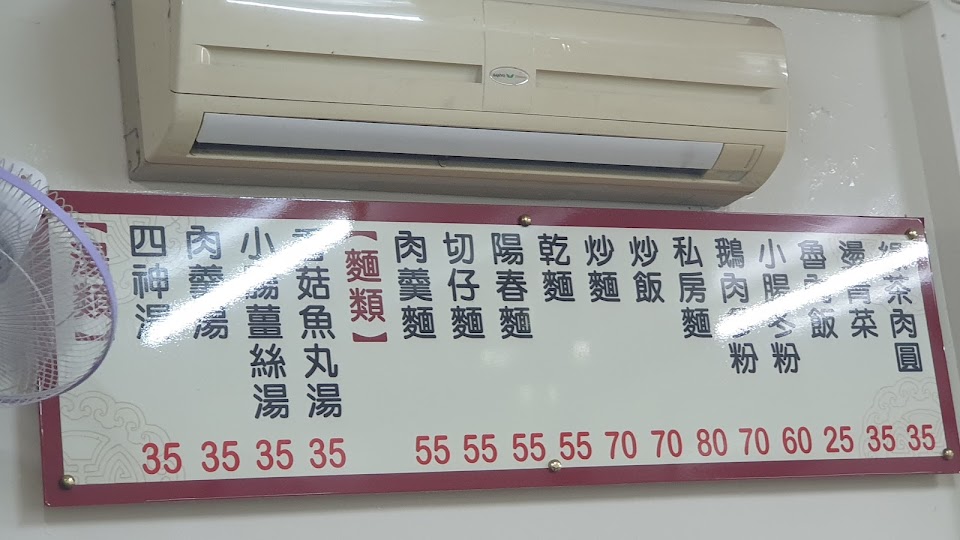 【湯類】
四神湯
35
肉羹湯
35
小腸薑絲湯
35
香菇魚丸湯
35
【麵類】
肉羹麵
55
切仔麵
55
陽春麵
55
乾麵
55
炒麵
70
炒飯
70
私房麵
80
鵝肉冬粉
70
小腸冬粉
60
魯肉飯
25
燙青菜
35
肉圓
35